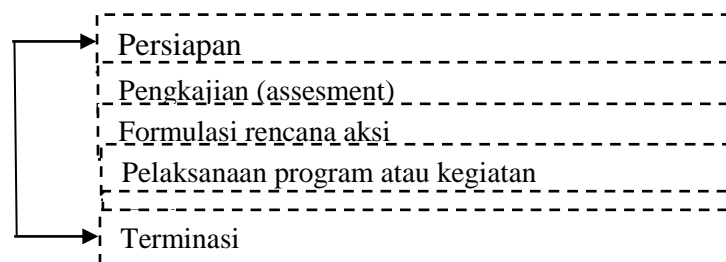 Persiapan
Pengkajian (assesment)
Formulasi rencana aksi
Pelaksanaan program atau kegiatan
Terminasi